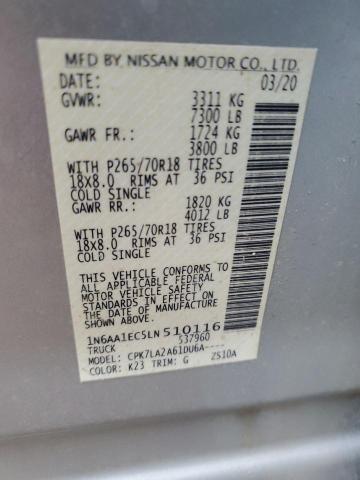 MFD BY NISSAN MOTOR CO., LTD.
DATE: 03/20
GVWR: 3311 KG
7300 LB
GAWR FR.: 1724 KG
3800 LB
WITH P265/70R18 TIRES
18X8.0 RIMS AT 36 PSI
COLD SINGLE
GAWR RR.: 1820 KG
4012 LB
WITH P265/70R18 TIRES
18X8.0 RIMS AT 36 PSI
COLD SINGLE
THIS VEHICLE CONFORMS TO
ALL APPLICABLE FEDERAL
MOTOR VEHICLE SAFETY
STANDARDS IN EFFECT ON
THE DATE OF MANUFACTURE
SHOWN ABOVE.
1N6AA1EC5LN 510116
TRUCK 537960
MODEL: CPK7LA2A61DU6A----
COLOR: K23 TRIM: G ZS10A